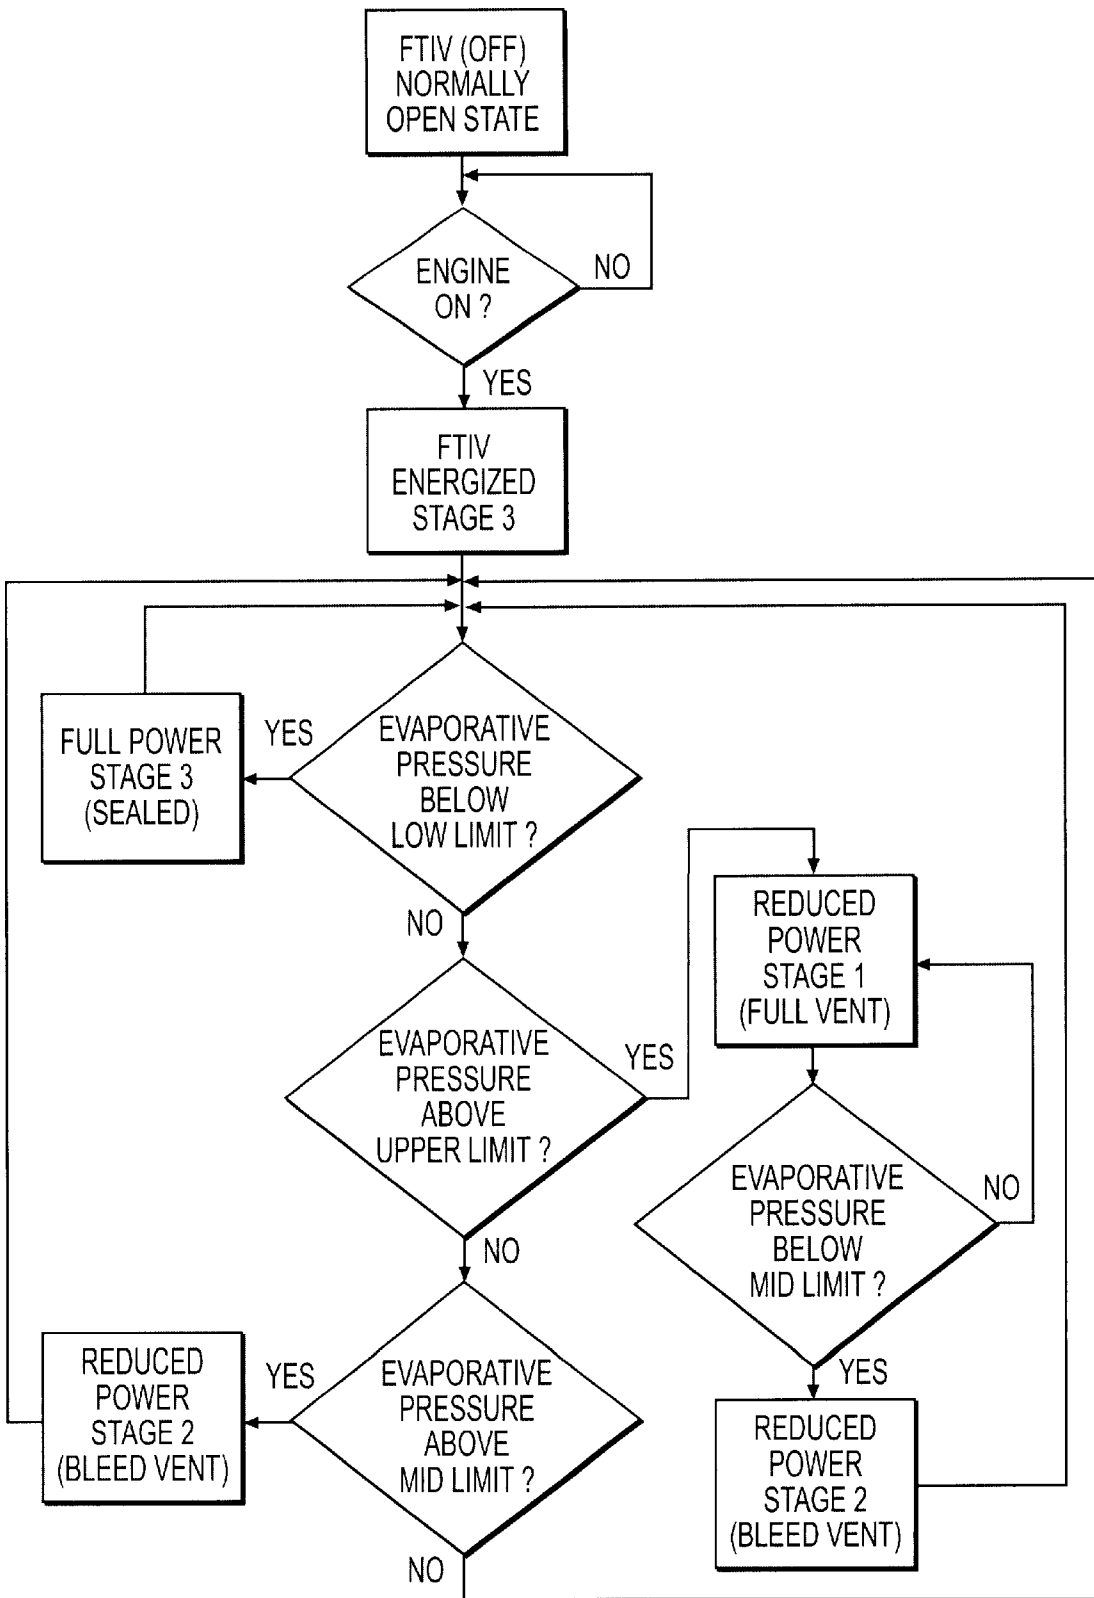 FTIV (OFF)
NORMALLY
OPEN STATE
ENGINE
ON ?
NO
YES
FTIV
ENERGIZED
STAGE 3
EVAPORATIVE
PRESSURE
BELOW
LOW LIMIT ?
YES
FULL POWER
STAGE 3
(SEALED)
NO
EVAPORATIVE
PRESSURE
ABOVE
UPPER LIMIT ?
YES
REDUCED
POWER
STAGE 1
(FULL VENT)
EVAPORATIVE
PRESSURE
BELOW
MID LIMIT ?
NO
YES
REDUCED
POWER
STAGE 2
(BLEED VENT)
NO
EVAPORATIVE
PRESSURE
ABOVE
MID LIMIT ?
YES
REDUCED
POWER
STAGE 2
(BLEED VENT)
NO